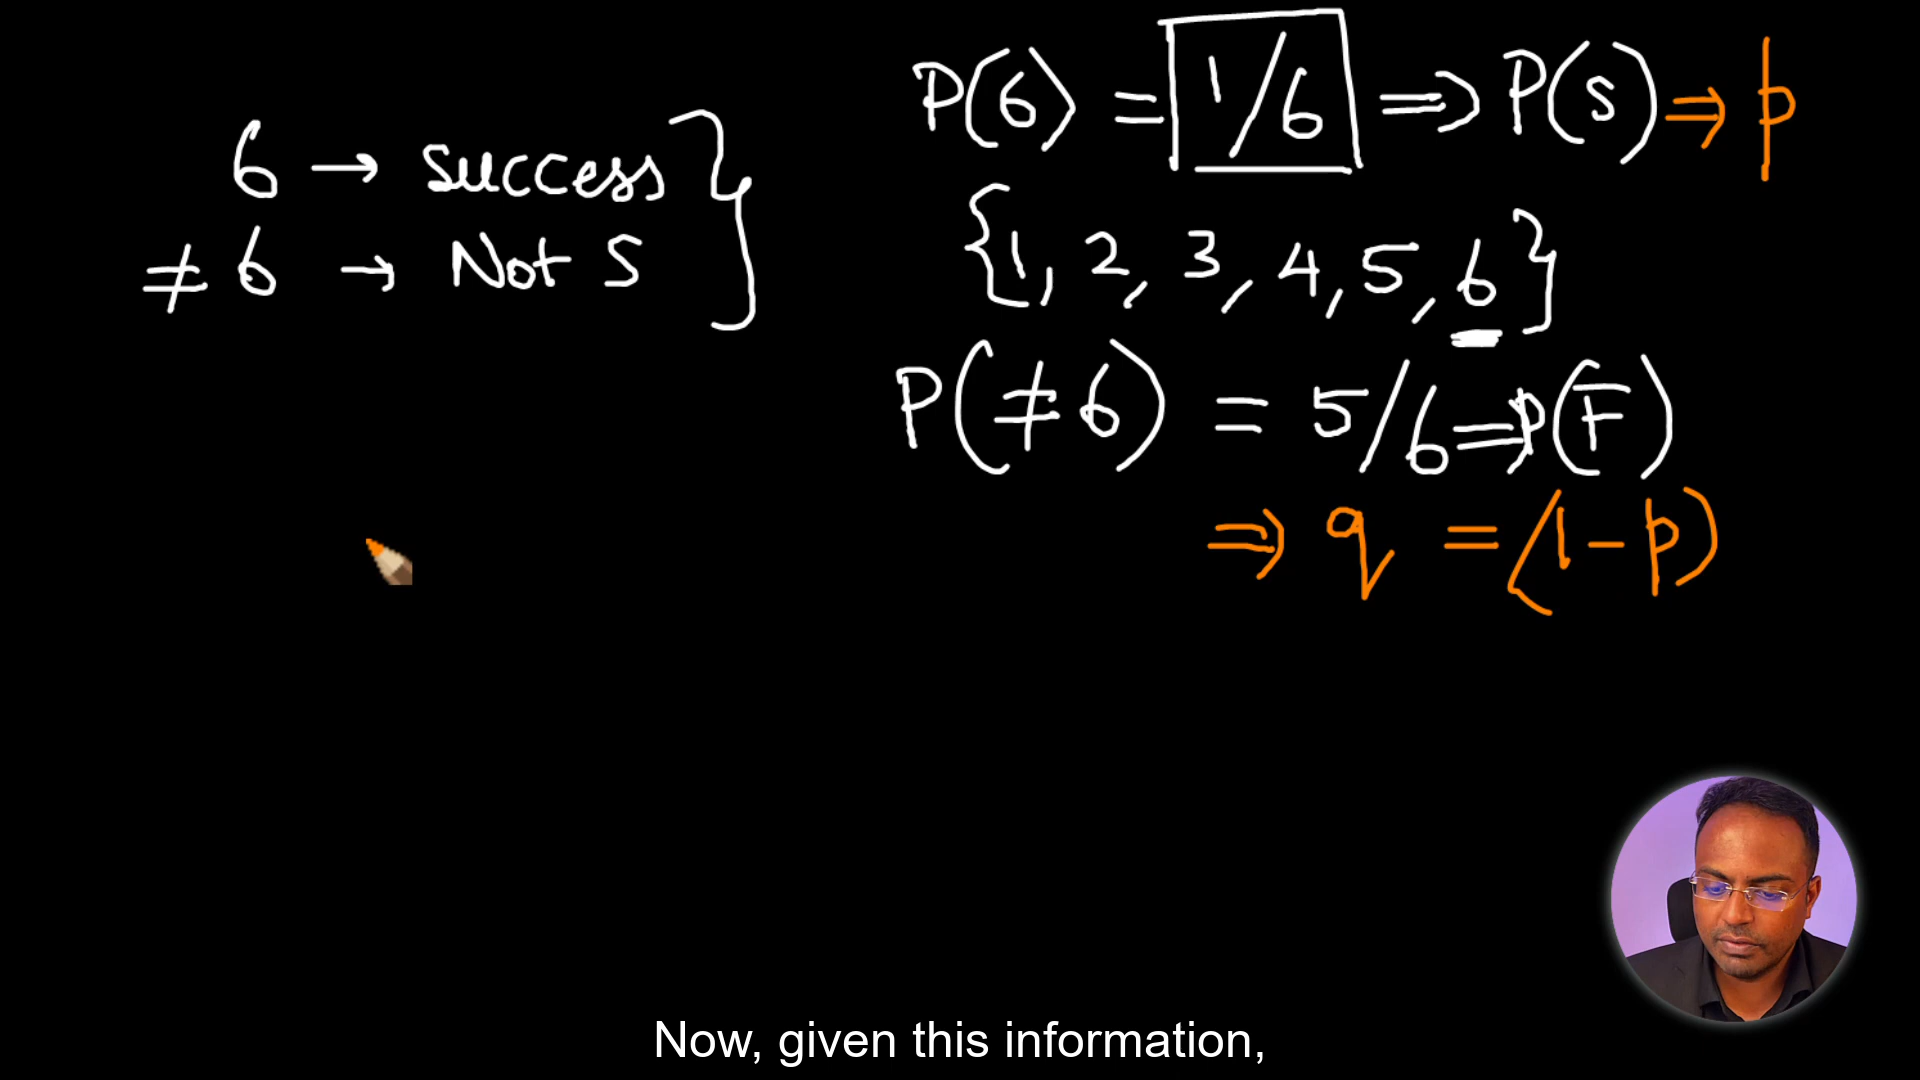 6 → success }
≠ 6 → Not S
P(6) = 1/6 ⇒ P(S) ⇒ p
{1, 2, 3, 4, 5, 6}
P(≠6) = 5/6 ⇒ P(F)
⇒ q = (1-p)
Now, given this information,